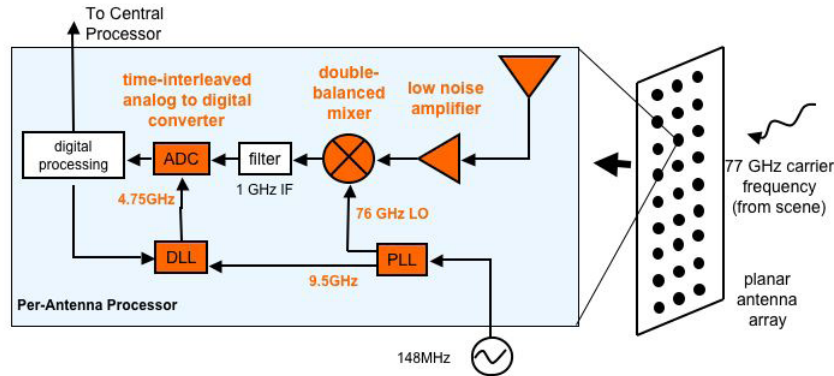 To Central
Processor
time-interleaved
analog to digital
converter
double-
balanced
mixer
low noise
amplifier
digital
processing
ADC
filter
1 GHz IF
4.75GHz
76 GHz LO
DLL
PLL
9.5GHz
Per-Antenna Processor
148MHz
77 GHz carrier
frequency
(from scene)
planar
antenna
array